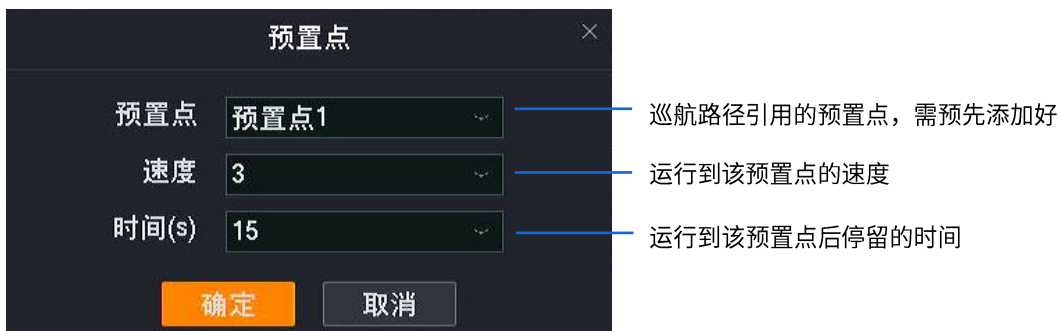 预置点
预置点 预置点1 巡航路径引用的预置点，需预先添加好
速度 3 运行到该预置点的速度
时间(s) 15 运行到该预置点后停留的时间
确定 取消